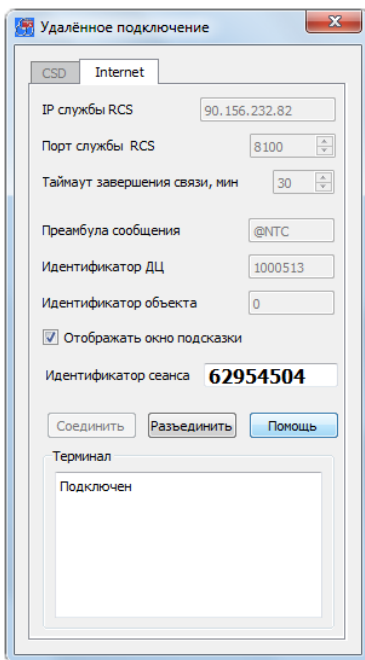 Удалённое подключение
CSD Internet
IP службы RCS 90.156.232.82
Порт службы RCS 8100
Таймаут завершения связи, мин 30
Преамбула сообщения @NTC
Идентификатор ДЦ 1000513
Идентификатор объекта 0
Отображать окно подсказки
Идентификатор сеанса 62954504
Соединить Разъединить Помощь
Терминал
Подключен